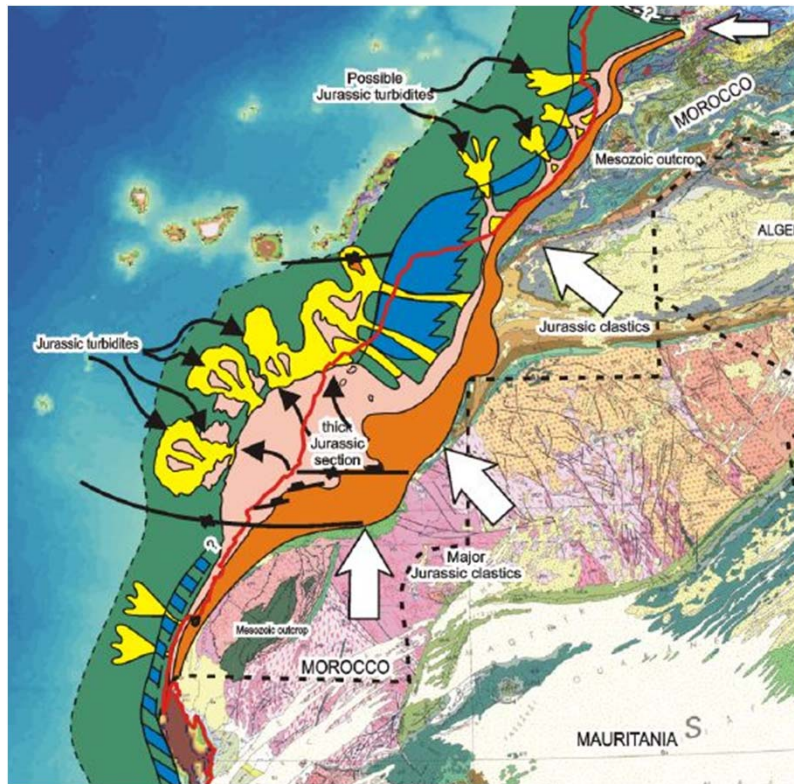 ?
Possible
Jurassic turbidites
MOROCCO
Mesozoic outcrop
ALGE
Jurassic clastics
Jurassic turbidites
thick
Jurassic
section
?
Major
Jurassic clastics
Mesozoic outcrop
MOROCCO
MAURITANIA
S